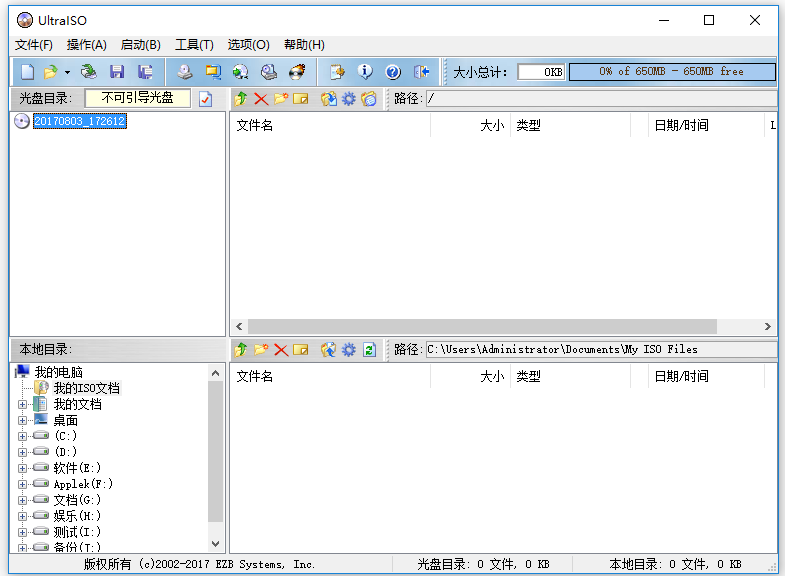 UltraISO
文件(F) 操作(A) 启动(B) 工具(T) 选项(O) 帮助(H)
大小总计: 0KB 0% of 650MB - 650MB free
光盘目录: 不可引导光盘 路径: /
20170803_172612
文件名 大小 类型 日期/时间 L
本地目录: 路径: C:\Users\Administrator\Documents\My ISO Files
我的电脑
我的ISO文档
我的文档
桌面
(C:)
(D:)
软件(E:)
Applek(F:)
文档(G:)
娱乐(H:)
测试(I:)
备份(T:)
文件名 大小 类型 日期/时间
版权所有 (c)2002-2017 EZB Systems, Inc. 光盘目录: 0 文件, 0 KB 本地目录: 0 文件, 0 KB